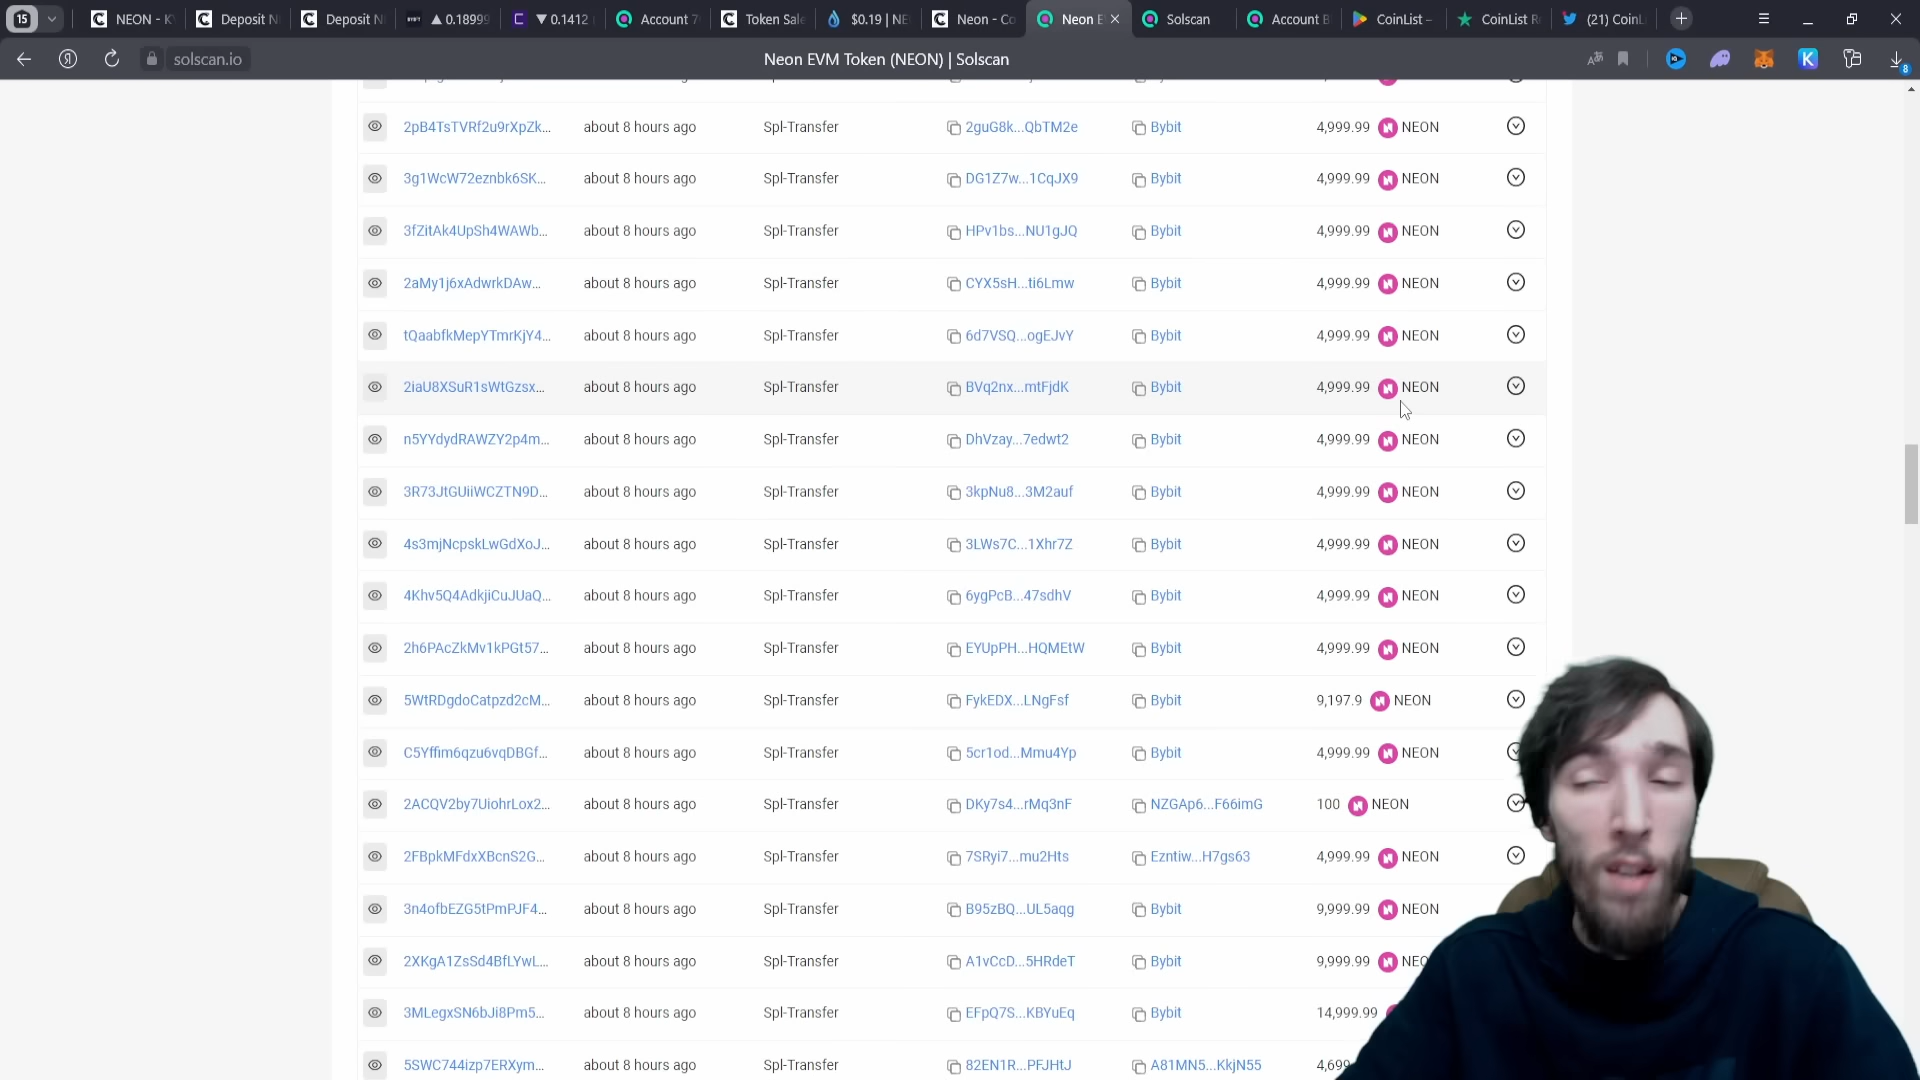 15 NEON - K Deposit N Deposit N BYBIT ▲ 0.18999 ▼ 0.1412 Account 7 Token Sale $0.19 | NE Neon - Co Neon E Solscan Account B CoinList – CoinList R (21) CoinL
solscan.io Neon EVM Token (NEON) | Solscan 8
2pB4TsTVRf2u9rXpZk... about 8 hours ago Spl-Transfer 2guG8k...QbTM2e Bybit 4,999.99 NEON
3g1WcW72eznbk6SK... about 8 hours ago Spl-Transfer DG1Z7w...1CqJX9 Bybit 4,999.99 NEON
3fZitAk4UpSh4WAWb... about 8 hours ago Spl-Transfer HPv1bs...NU1gJQ Bybit 4,999.99 NEON
2aMy1j6xAdwrkDAw... about 8 hours ago Spl-Transfer CYX5sH...ti6Lmw Bybit 4,999.99 NEON
tQaabfkMepYTmrKjY4... about 8 hours ago Spl-Transfer 6d7VSQ...ogEJvY Bybit 4,999.99 NEON
2iaU8XSuR1sWtGzsx... about 8 hours ago Spl-Transfer BVq2nx...mtFjdK Bybit 4,999.99 NEON
n5YYdydRAWZY2p4m... about 8 hours ago Spl-Transfer DhVzay...7edwt2 Bybit 4,999.99 NEON
3R73JtGUiiWCZTN9D... about 8 hours ago Spl-Transfer 3kpNu8...3M2auf Bybit 4,999.99 NEON
4s3mjNcpskLwGdXoJ... about 8 hours ago Spl-Transfer 3LWs7C...1Xhr7Z Bybit 4,999.99 NEON
4Khv5Q4AdkjiCuJUaQ... about 8 hours ago Spl-Transfer 6ygPcB...47sdhV Bybit 4,999.99 NEON
2h6PAcZkMv1kPGt57... about 8 hours ago Spl-Transfer EYUpPH...HQMEtW Bybit 4,999.99 NEON
5WtRDgdoCatpzd2cM... about 8 hours ago Spl-Transfer FykEDX...LNgFsf Bybit 9,197.9 NEON
C5Yffim6qzu6vqDBGf... about 8 hours ago Spl-Transfer 5cr1od...Mmu4Yp Bybit 4,999.99 NEON
2ACQV2by7UiohrLox2... about 8 hours ago Spl-Transfer DKy7s4...rMq3nF NZGAp6...F66imG 100 NEON
2FBpkMFdxXBcnS2G... about 8 hours ago Spl-Transfer 7SRyi7...mu2Hts Ezntiw...H7gs63 4,999.99 NEON
3n4ofbEZG5tPmPJF4... about 8 hours ago Spl-Transfer B95zBQ...UL5aqg Bybit 9,999.99 NEON
2XKgA1ZsSd4BfLYwL... about 8 hours ago Spl-Transfer A1vCcD...5HRdeT Bybit 9,999.99 NEO
3MLegxSN6bJi8Pm5... about 8 hours ago Spl-Transfer EFpQ7S...KBYuEq Bybit 14,999.99
5SWC744izp7ERXym... about 8 hours ago Spl-Transfer 82EN1R...PFJHtJ A81MN5...KkjN55 4,699